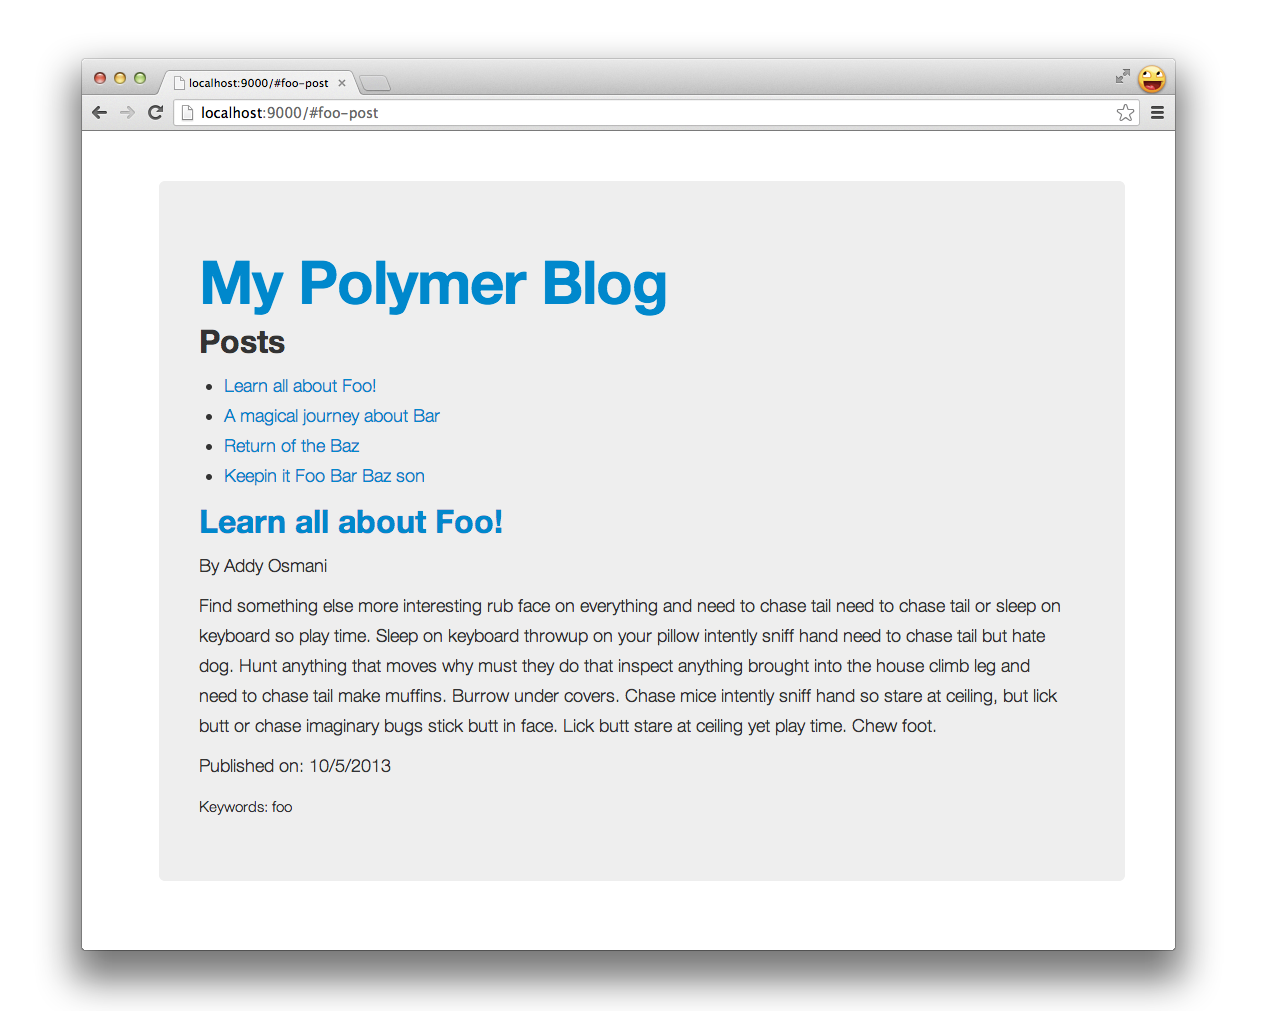 localhost:9000/#foo-post
localhost:9000/#foo-post
My Polymer Blog
Posts
Learn all about Foo!
A magical journey about Bar
Return of the Baz
Keepin it Foo Bar Baz son
Learn all about Foo!
By Addy Osmani
Find something else more interesting rub face on everything and need to chase tail need to chase tail or sleep on
keyboard so play time. Sleep on keyboard throwup on your pillow intently sniff hand need to chase tail but hate
dog. Hunt anything that moves why must they do that inspect anything brought into the house climb leg and
need to chase tail make muffins. Burrow under covers. Chase mice intently sniff hand so stare at ceiling, but lick
butt or chase imaginary bugs stick butt in face. Lick butt stare at ceiling yet play time. Chew foot.
Published on: 10/5/2013
Keywords: foo